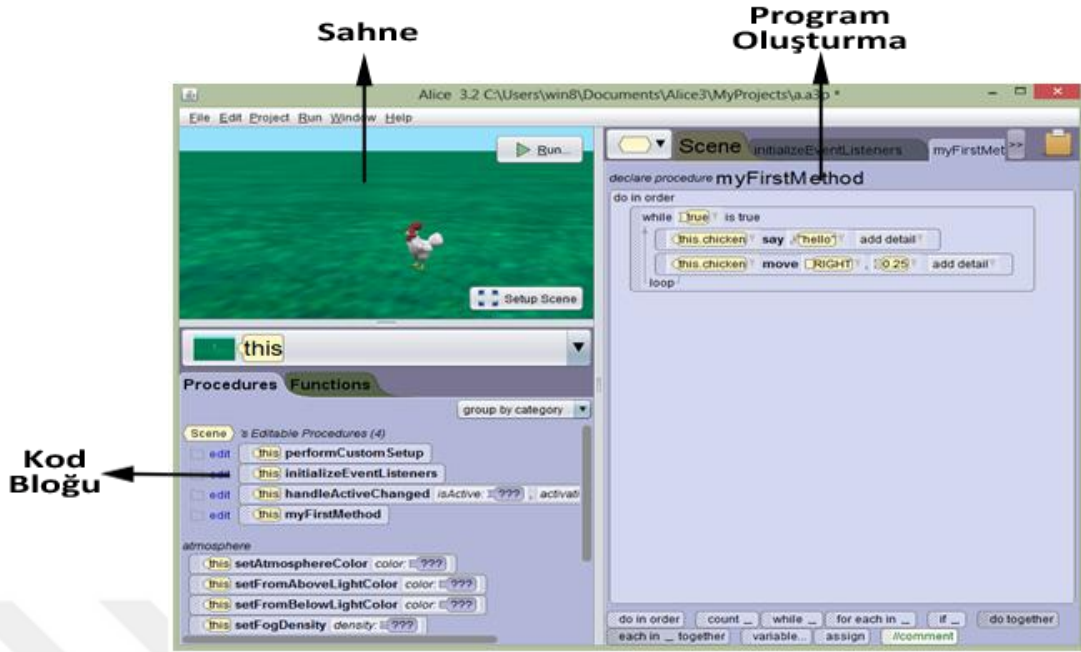 Sahne
Program
Oluşturma
Kod
Bloğu
Alice 3.2 C:\Users\win8\Documents\Alice3\MyProjects\a.a3p *
File Edit Project Run Window Help
Run...
Setup Scene
this
Procedures Functions
group by category
Scene 's Editable Procedures (4)
edit this performCustomSetup
edit this initializeEventListeners
edit this handleActiveChanged isActive: ??? , activati
edit this myFirstMethod
atmosphere
this setAtmosphereColor color: ???
this setFromAboveLightColor color: ???
this setFromBelowLightColor color: ???
this setFogDensity density: ???
Scene initializeEventListeners myFirstMet >>
declare procedure myFirstMethod
do in order
while true is true
this.chicken say "hello" add detail
this.chicken move RIGHT , 0.25 add detail
loop
do in order count _ while _ for each in _ if _ do together
each in _ together variable... assign //comment